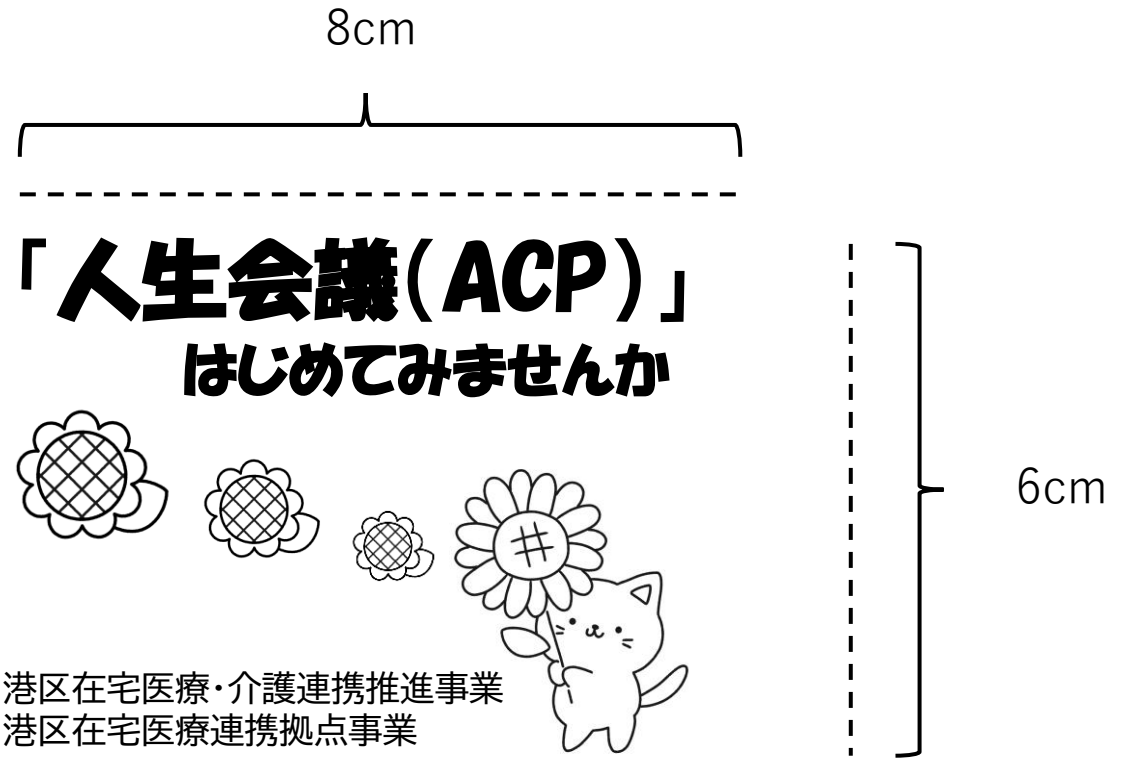 8cm
「人生会議(ACP)」
はじめてみませんか
6cm
港区在宅医療・介護連携推進事業
港区在宅医療連携拠点事業